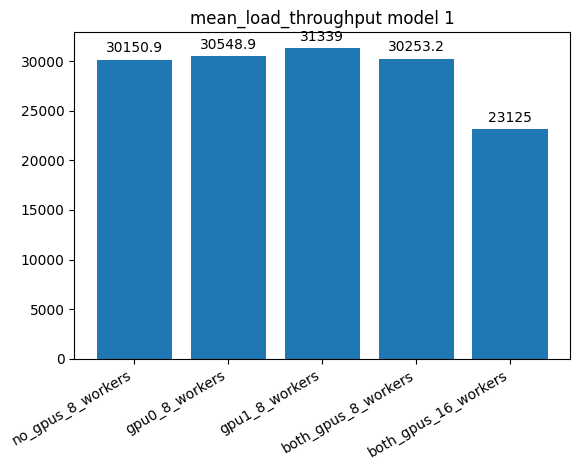 mean_load_throughput model 1
30150.9
30548.9
31339
30253.2
23125
30000
25000
20000
15000
10000
5000
0
no_gpus_8_workers
gpu0_8_workers
gpu1_8_workers
both_gpus_8_workers
both_gpus_16_workers